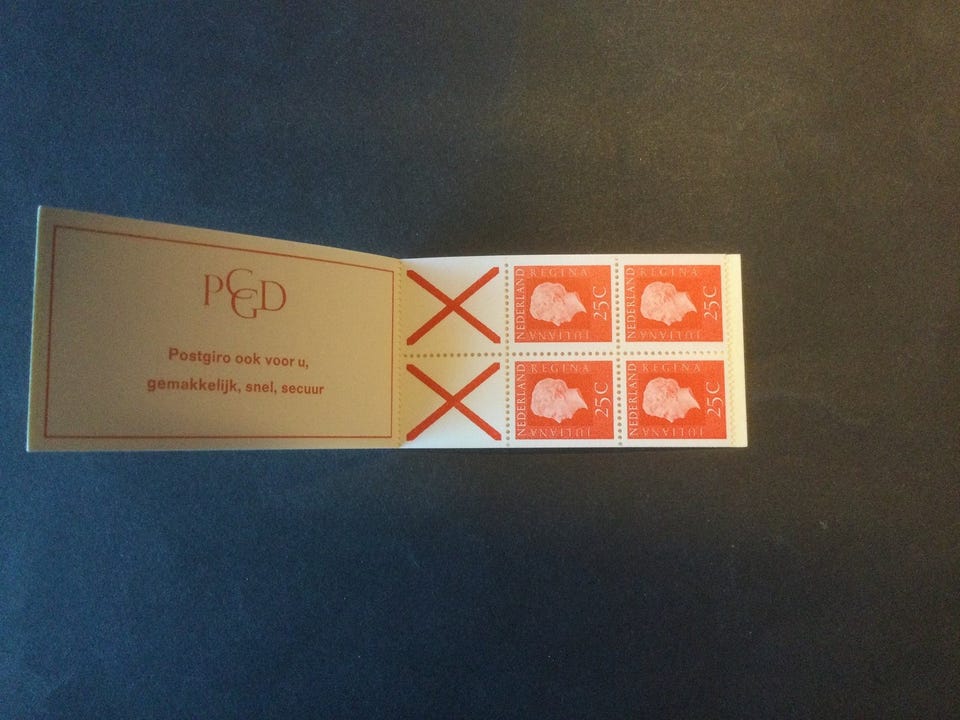 PCGD
Postgiro ook voor u,
gemakkelijk, snel, secuur
NEDERLAND REGINA 25C JULIANA
NEDERLAND REGINA 25C JULIANA
NEDERLAND REGINA 25C JULIANA
NEDERLAND REGINA 25C JULIANA